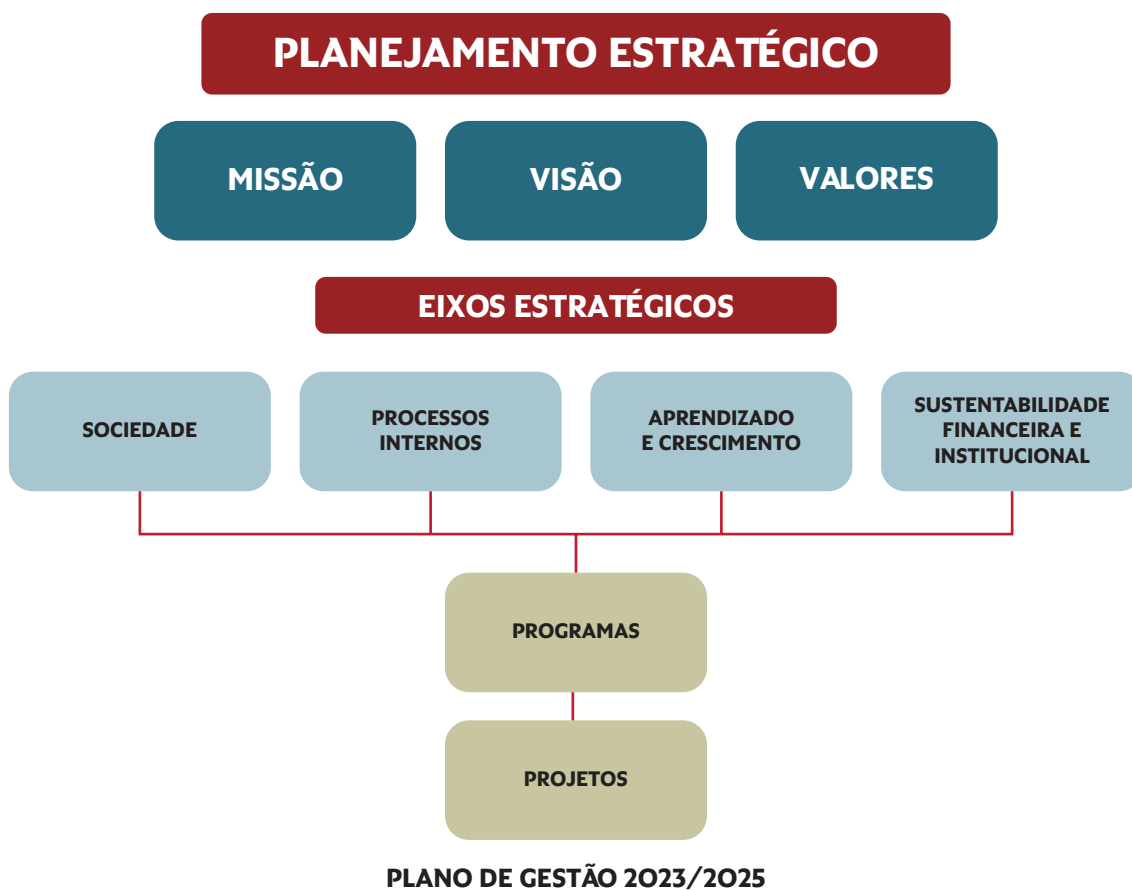 PLANEJAMENTO ESTRATÉGICO
MISSÃO
VISÃO
VALORES
EIXOS ESTRATÉGICOS
SOCIEDADE
PROCESSOS
INTERNOS
APRENDIZADO
E CRESCIMENTO
SUSTENTABILIDADE
FINANCEIRA E
INSTITUCIONAL
PROGRAMAS
PROJETOS
PLANO DE GESTÃO 2023/2025